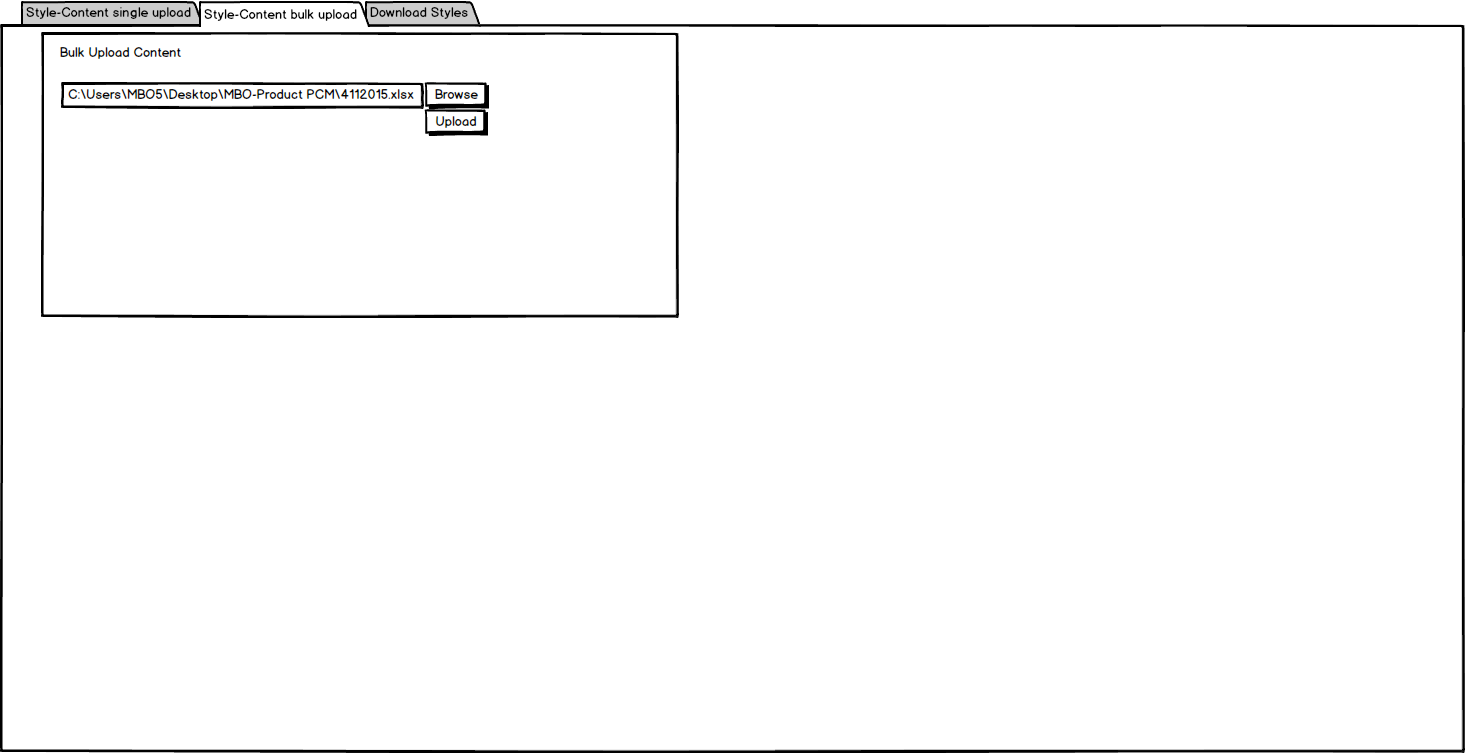 Style-Content single upload
Style-Content bulk upload
Download Styles
Bulk Upload Content
C:\Users\MBO5\Desktop\MBO-Product PCM\4112015.xlsx
Browse
Upload